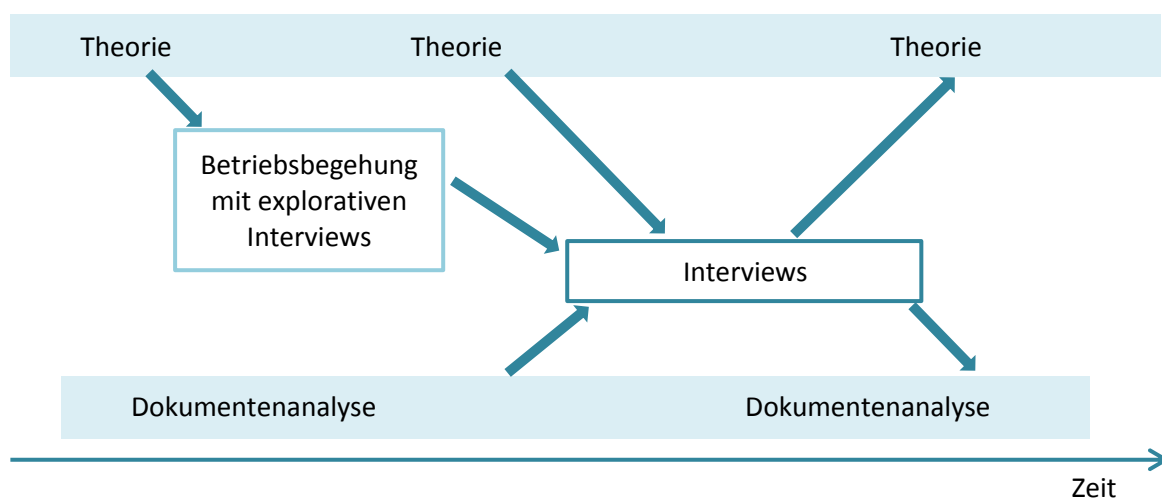 Theorie
Theorie
Theorie
Betriebsbegehung
mit explorativen
Interviews
Interviews
Dokumentenanalyse
Dokumentenanalyse
Zeit